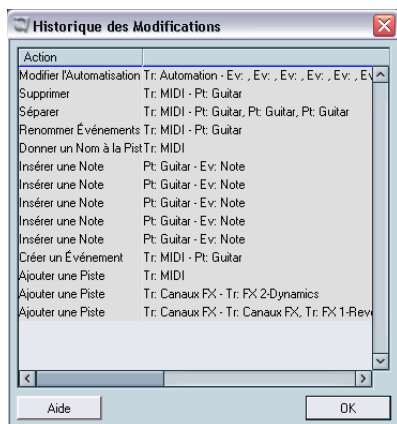 Historique des Modifications
Action
Modifier l'Automatisation Tr: Automation - Ev: , Ev: , Ev: , Ev: , Ev: , Ev
Supprimer Tr: MIDI - Pt: Guitar
Séparer Tr: MIDI - Pt: Guitar, Pt: Guitar, Pt: Guitar
Renommer Événements Tr: MIDI - Pt: Guitar
Donner un Nom à la Pist Tr: MIDI
Insérer une Note Pt: Guitar - Ev: Note
Insérer une Note Pt: Guitar - Ev: Note
Insérer une Note Pt: Guitar - Ev: Note
Insérer une Note Pt: Guitar - Ev: Note
Insérer une Note Pt: Guitar - Ev: Note
Créer un Événement Tr: MIDI - Pt: Guitar
Ajouter une Piste Tr: MIDI
Ajouter une Piste Tr: Canaux FX - Tr: FX 2-Dynamics
Ajouter une Piste Tr: Canaux FX - Tr: Canaux FX, Tr: FX 1-Rev
Aide OK